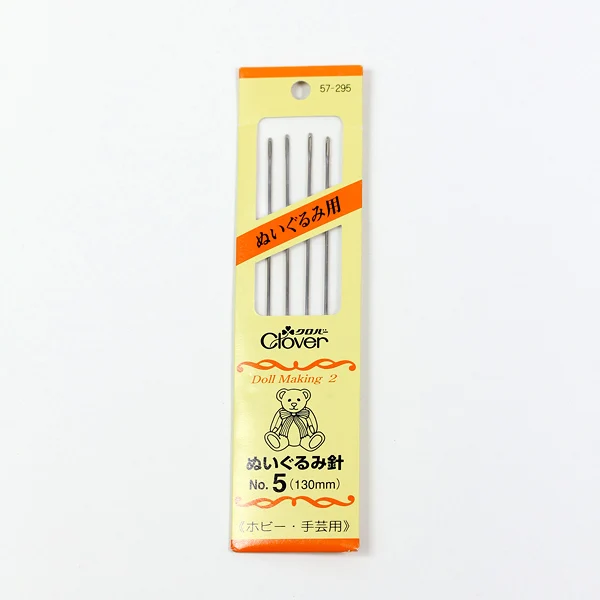 57-295
ぬいぐるみ用
クロバー
Clover
Doll Making 2
ぬいぐるみ針
No. 5 (130mm)
《ホビー・手芸用》